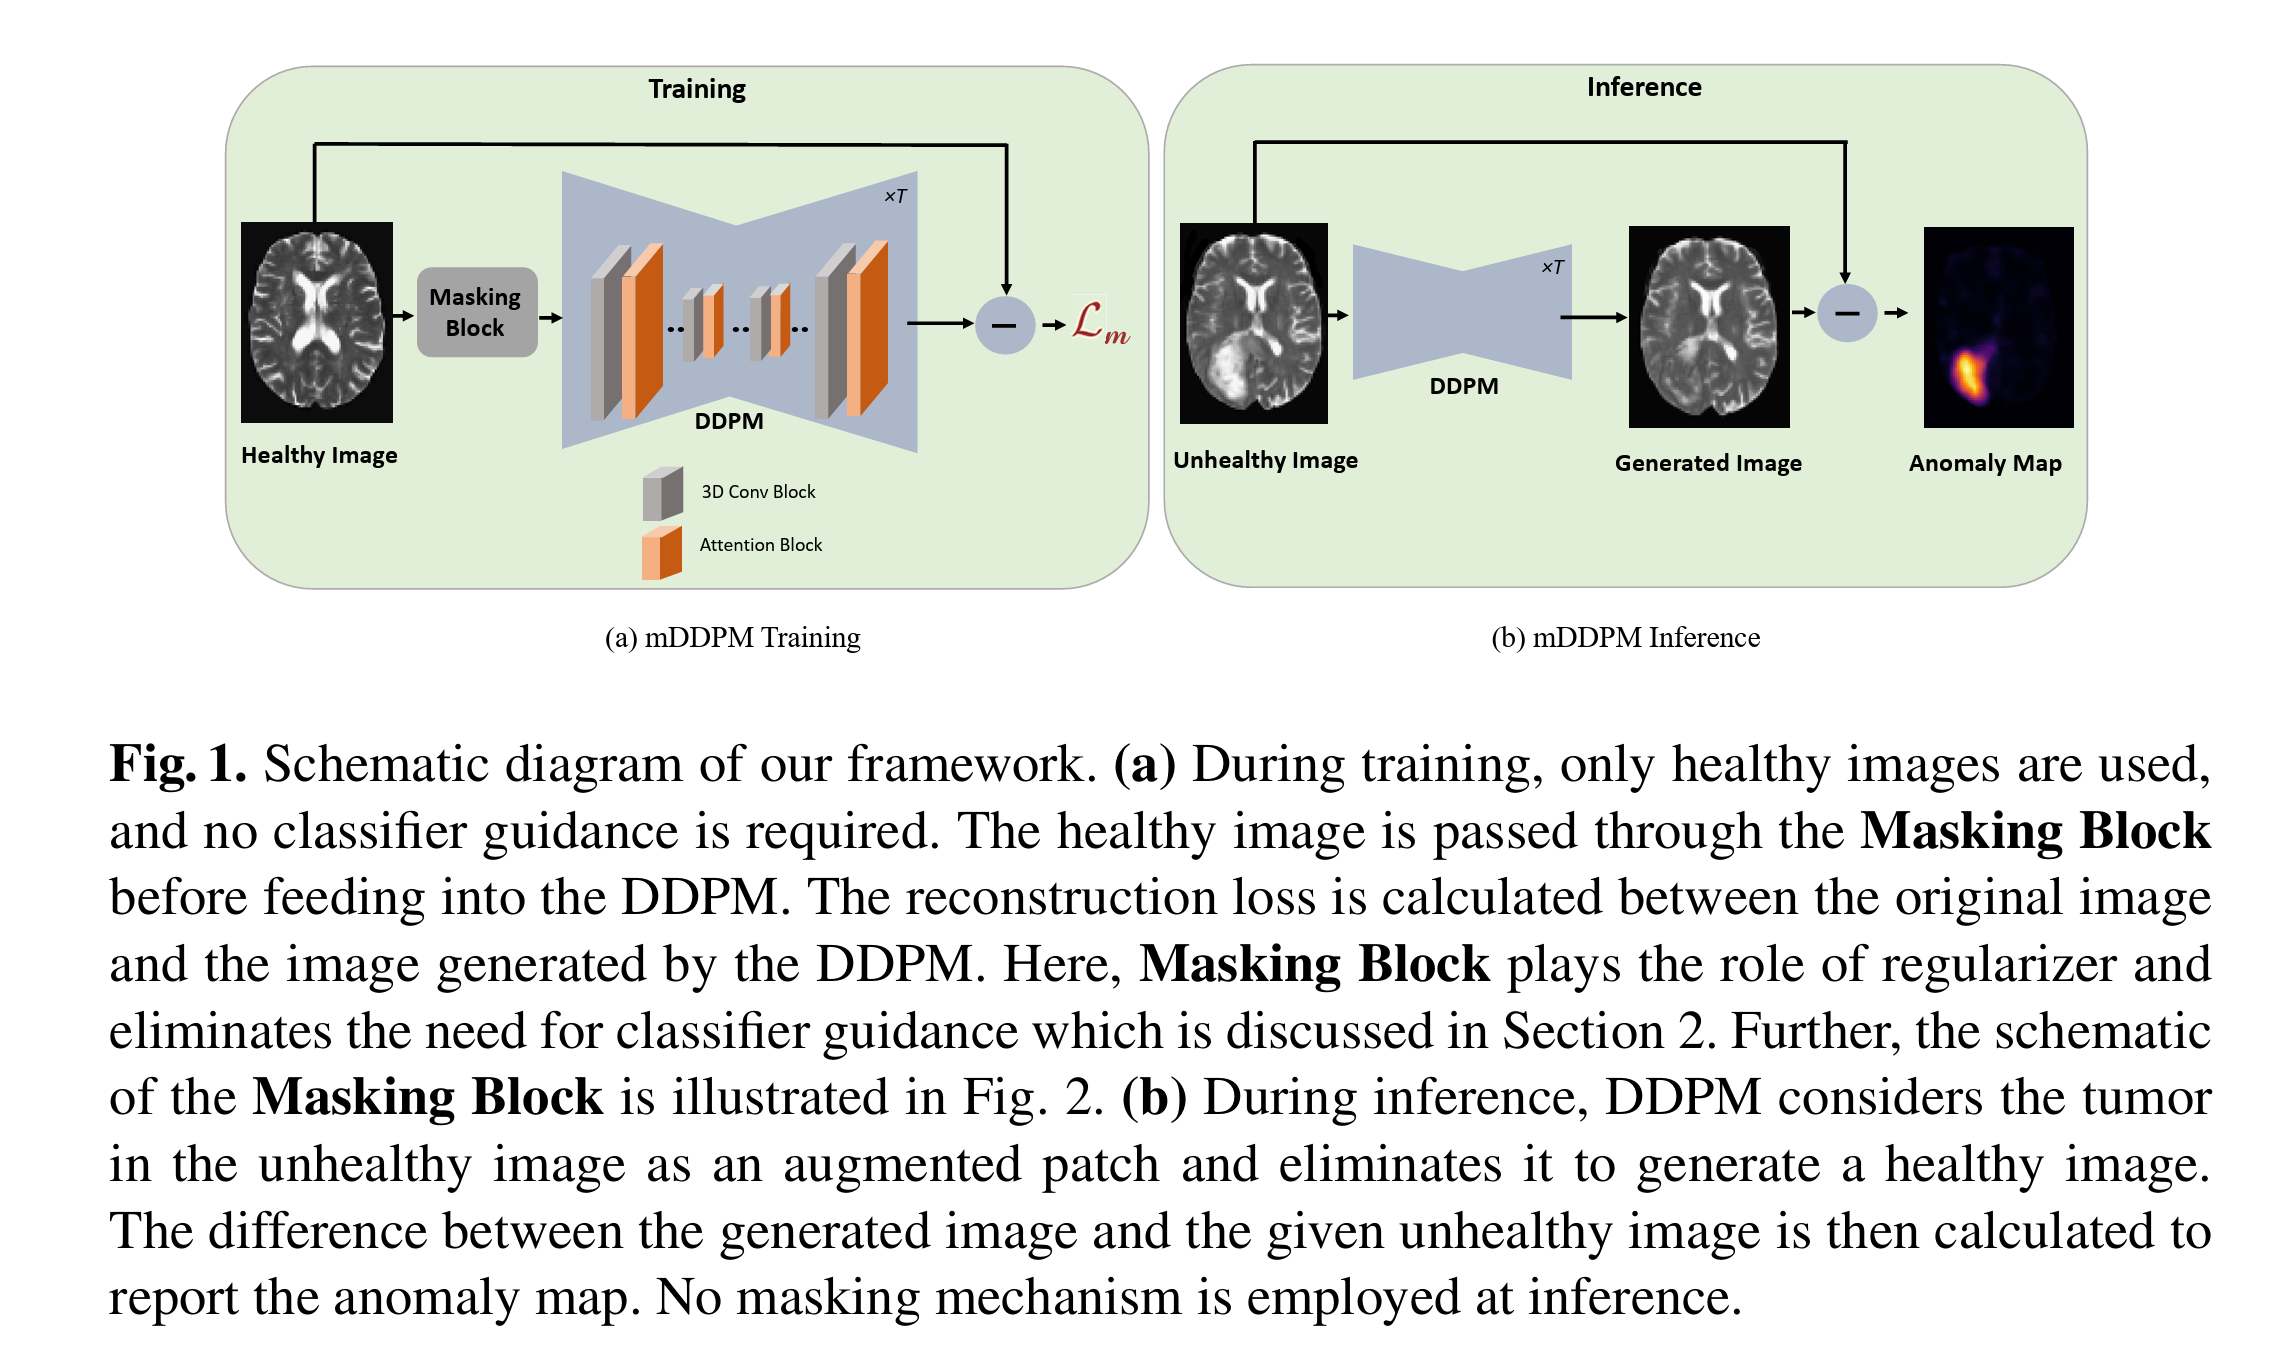 Training
×T
Masking
Block
DDPM
ℒm
Healthy Image
3D Conv Block
Attention Block
(a) mDDPM Training
Inference
×T
DDPM
Unhealthy Image
Generated Image
Anomaly Map
(b) mDDPM Inference
Fig. 1. Schematic diagram of our framework. (a) During training, only healthy images are used,
and no classifier guidance is required. The healthy image is passed through the Masking Block
before feeding into the DDPM. The reconstruction loss is calculated between the original image
and the image generated by the DDPM. Here, Masking Block plays the role of regularizer and
eliminates the need for classifier guidance which is discussed in Section 2. Further, the schematic
of the Masking Block is illustrated in Fig. 2. (b) During inference, DDPM considers the tumor
in the unhealthy image as an augmented patch and eliminates it to generate a healthy image.
The difference between the generated image and the given unhealthy image is then calculated to
report the anomaly map. No masking mechanism is employed at inference.